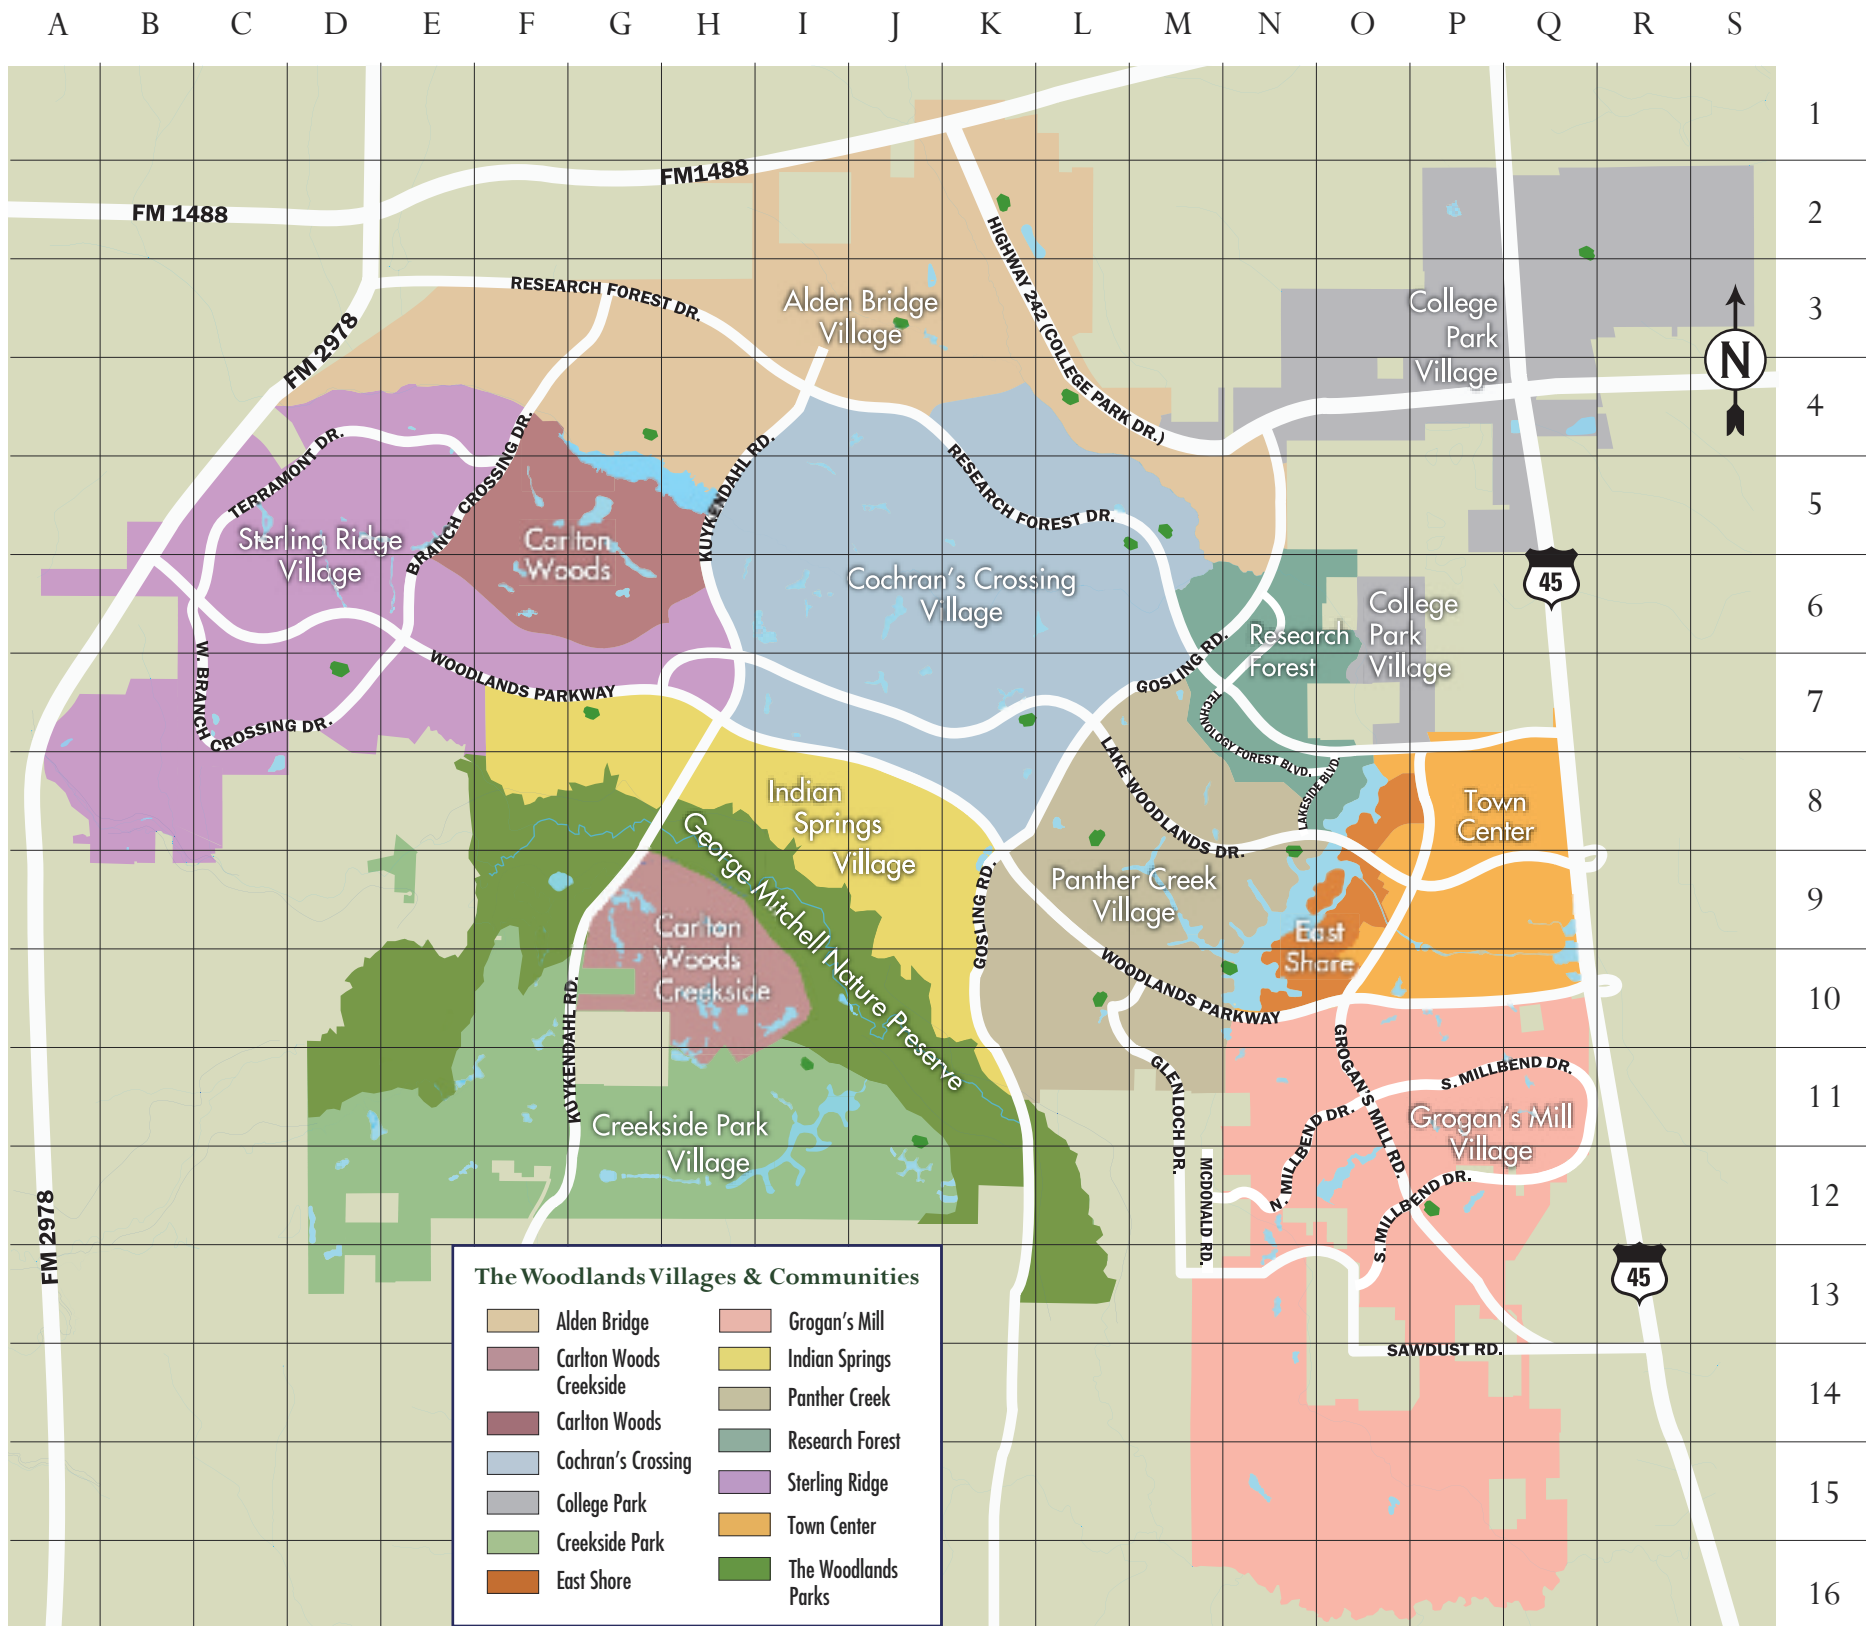 A B C D E F G H I J K L M N O P Q R S
1
2
3
4
5
6
7
8
9
10
11
12
13
14
15
16
FM1488
FM 1488
HIGHWAY 242 (COLLEGE PARK DR.)
RESEARCH FOREST DR.
Alden Bridge
Village
College
Park
Village
N
FM 2978
TERRAMONT DR.
BRANCH CROSSING DR.
KUYKENDAHL RD.
RESEARCH FOREST DR.
Sterling Ridge
Village
Carlton
Woods
Cochran's Crossing
Village
45
College
Park
Village
Research
Forest
GOSLING RD.
W. BRANCH
CROSSING DR.
WOODLANDS PARKWAY
TECHNOLOGY FOREST BLVD.
LAKESIDE BLVD.
LAKE WOODLANDS DR.
Indian
Springs
Village
Town
Center
George Mitchell Nature Preserve
Panther Creek
Village
GOSLING RD.
Carlton
Woods
Creekside
East
Share
WOODLANDS PARKWAY
KUYKENDAHL RD.
GROGAN'S MILL RD.
GLENLOCH DR.
S. MILLBEND DR.
N. MILLBEND DR.
Grogan's Mill
Village
Creekside Park
Village
MCDONALD RD.
S. MILLBEND DR.
FM 2978
45
SAWDUST RD.
The Woodlands Villages & Communities
Alden Bridge
Carlton Woods
Creekside
Carlton Woods
Cochran's Crossing
College Park
Creekside Park
East Shore
Grogan's Mill
Indian Springs
Panther Creek
Research Forest
Sterling Ridge
Town Center
The Woodlands
Parks